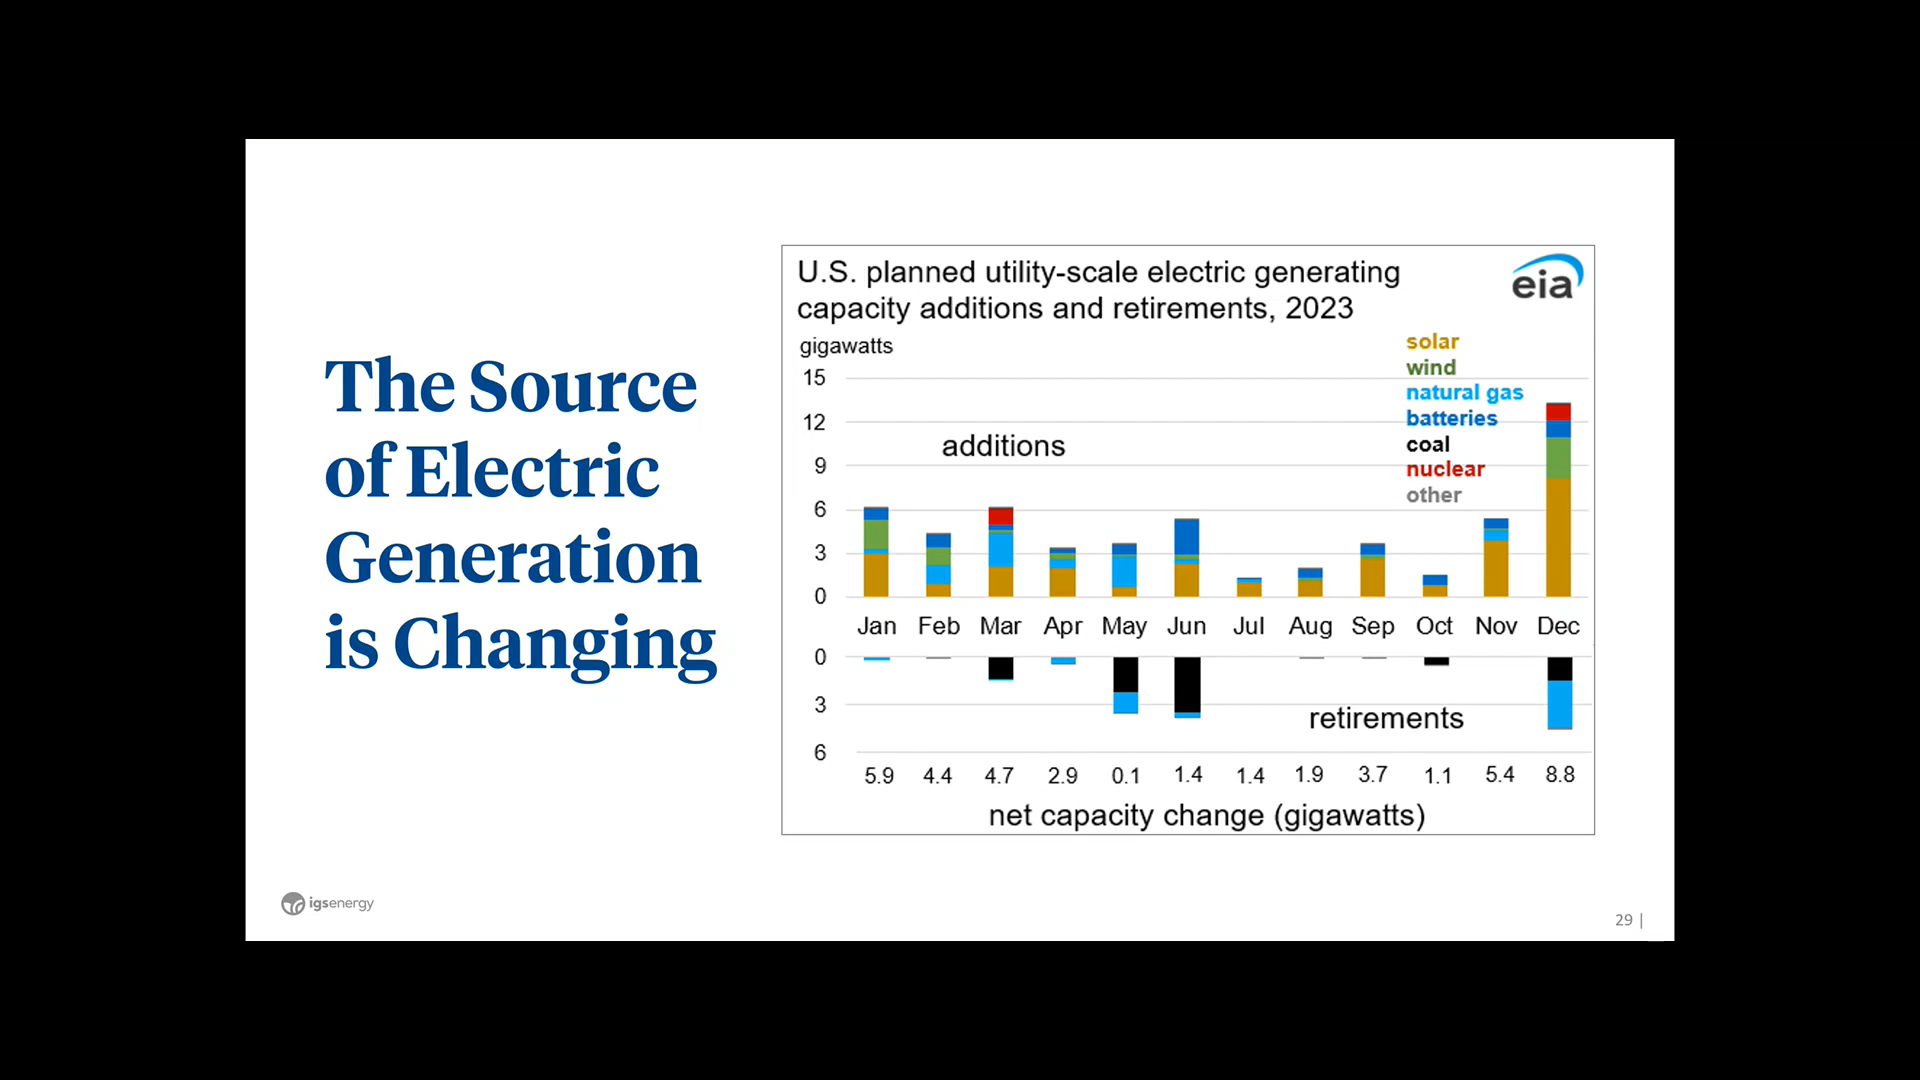 The Source
of Electric
Generation
is Changing
U.S. planned utility-scale electric generating
capacity additions and retirements, 2023
eia
gigawatts
solar
wind
natural gas
batteries
coal
nuclear
other
15
12
9
6
3
0
additions
Jan Feb Mar Apr May Jun Jul Aug Sep Oct Nov Dec
0
3
6
retirements
5.9 4.4 4.7 2.9 0.1 1.4 1.4 1.9 3.7 1.1 5.4 8.8
net capacity change (gigawatts)
igsenergy
29 |